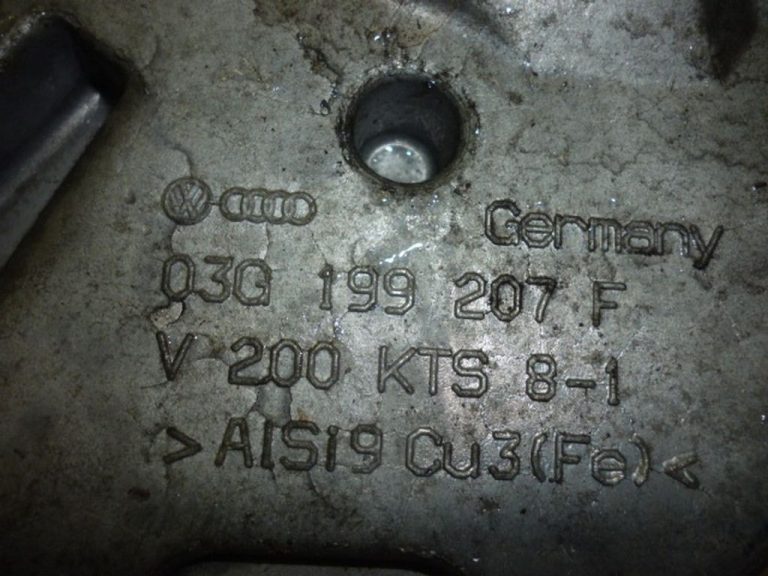 Germany
03G 199 207 F
V 200 KTS 8-1
>AlSi9 Cu3(Fe)<